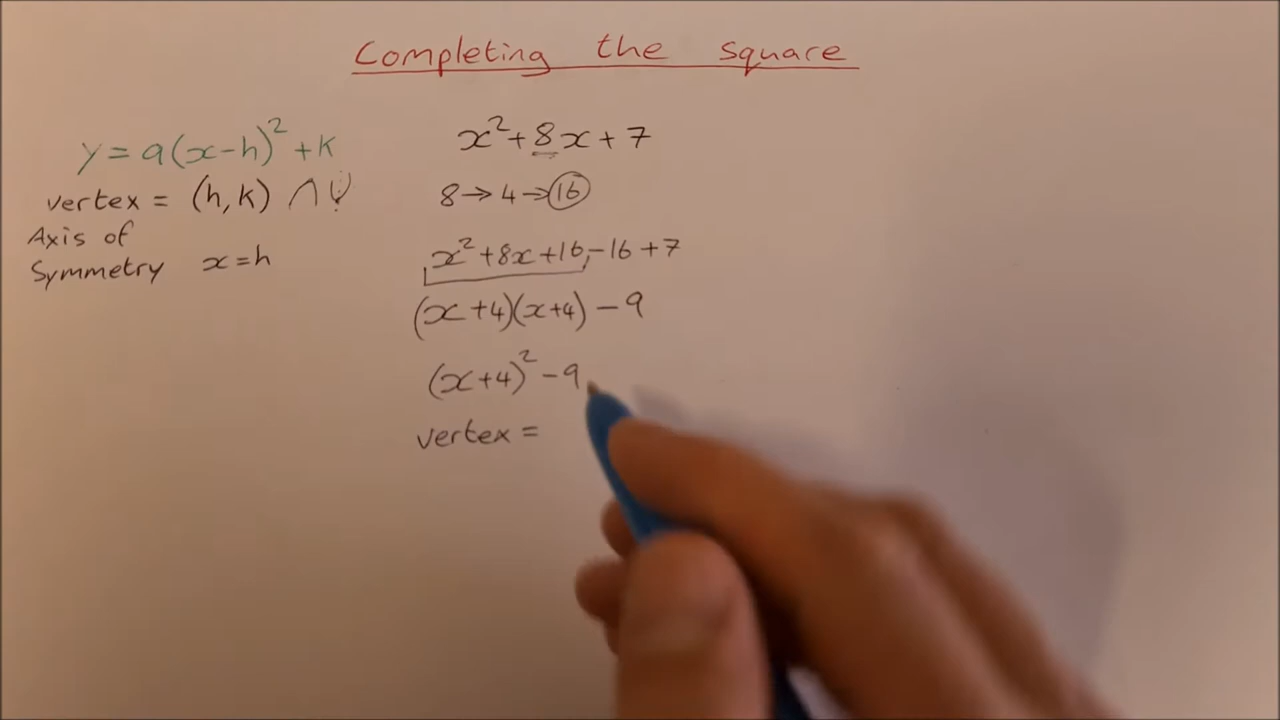 Completing the square
y = a(x-h)² + k
vertex = (h, k)
Axis of
Symmetry x = h
x² + 8x + 7
8 → 4 → 16
x² + 8x + 16 - 16 + 7
(x + 4)(x + 4) - 9
(x + 4)² - 9
vertex =